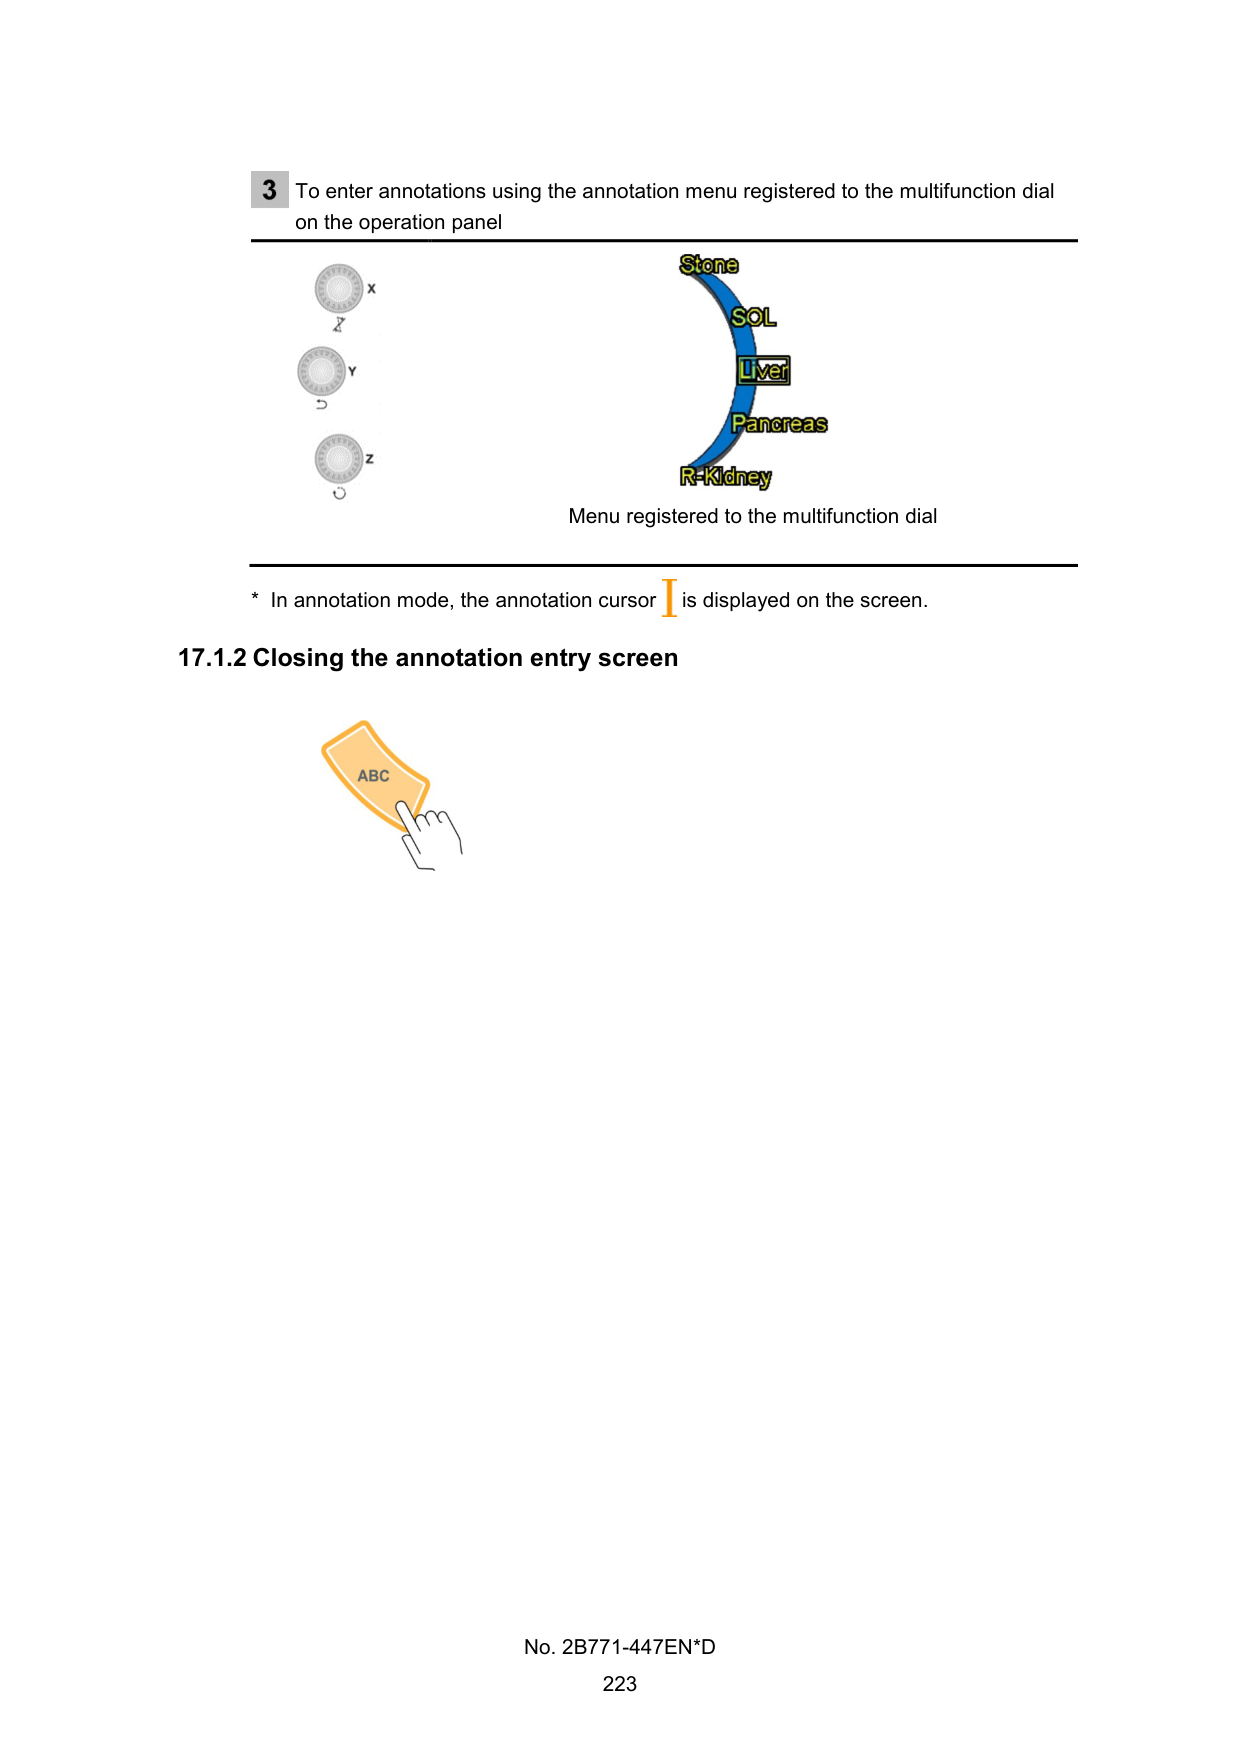 3 To enter annotations using the annotation menu registered to the multifunction dial
on the operation panel
X
Y
Z
Stone
SOL
Liver
Pancreas
R-Kidney
Menu registered to the multifunction dial
* In annotation mode, the annotation cursor I is displayed on the screen.
17.1.2 Closing the annotation entry screen
ABC
No. 2B771-447EN*D
223